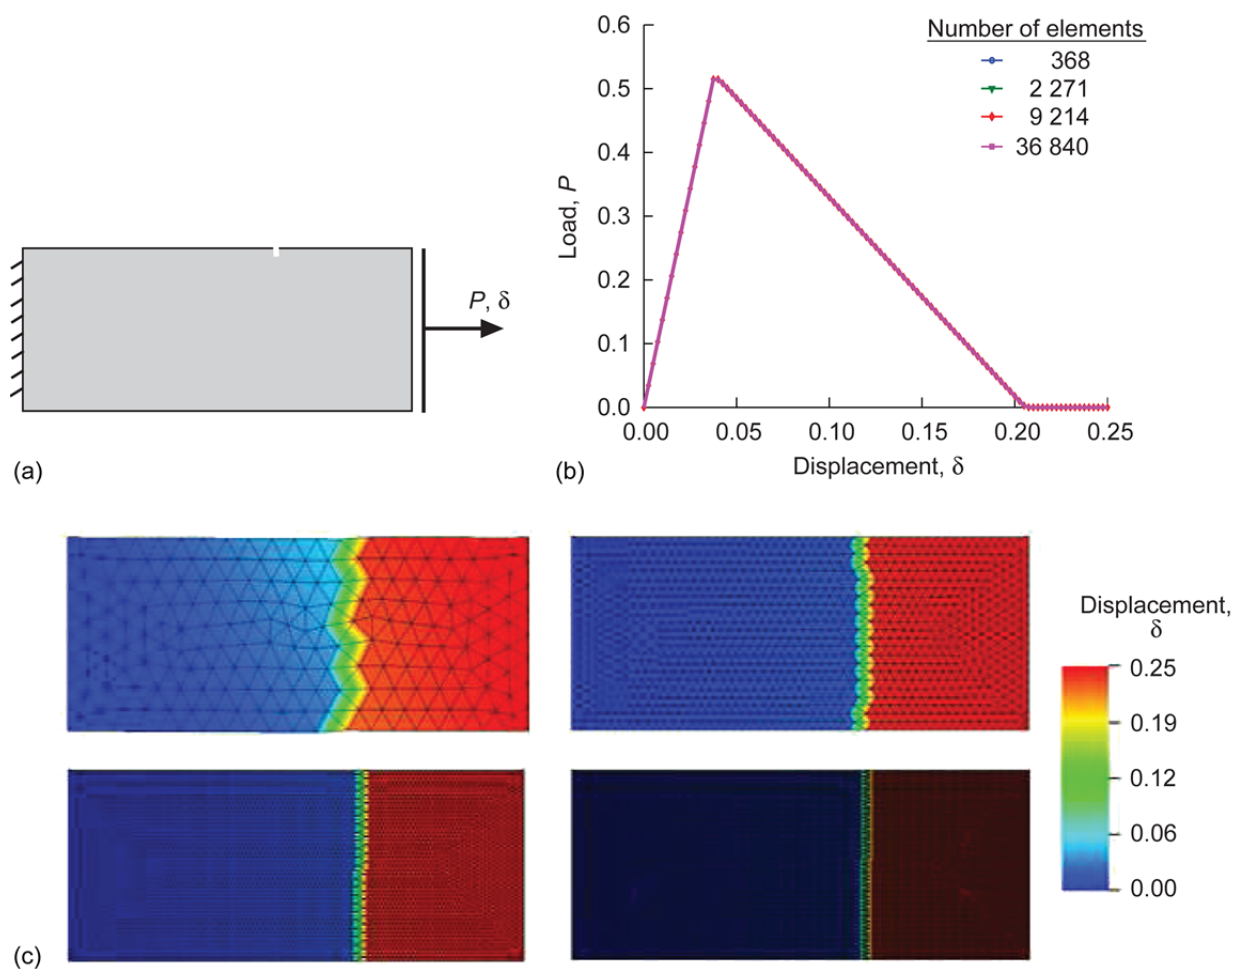 P, δ
(a)
Number of elements
368
2 271
9 214
36 840
Load, P
0.6
0.5
0.4
0.3
0.2
0.1
0.0
0.00 0.05 0.10 0.15 0.20 0.25
Displacement, δ
(b)
Displacement,
δ
0.25
0.19
0.12
0.06
0.00
(c)